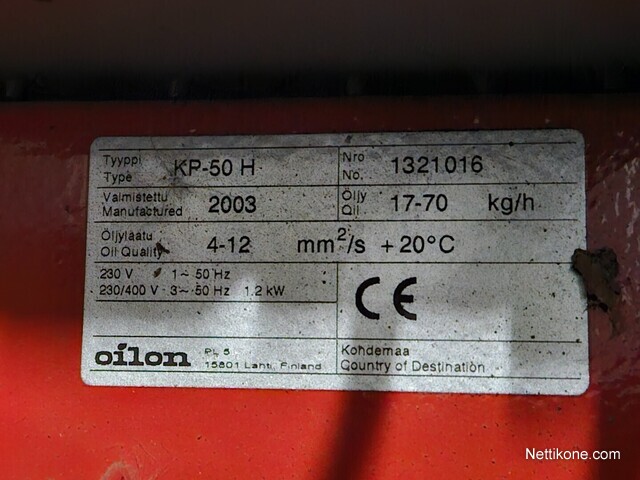 Tyyppi KP-50 H Nro 1321016
Type No.
Valmistettu 2003 Öljy 17-70 kg/h
Manufactured Oil
Öljylaatu 4-12 mm²/s +20°C
Oil Quality
230 V 1~ 50 Hz
230/400 V 3~ 50 Hz 1.2 kW
CE
oilon PL 5 Kohdemaa
15801 Lahti, Finland Country of Destination
Nettikone.com